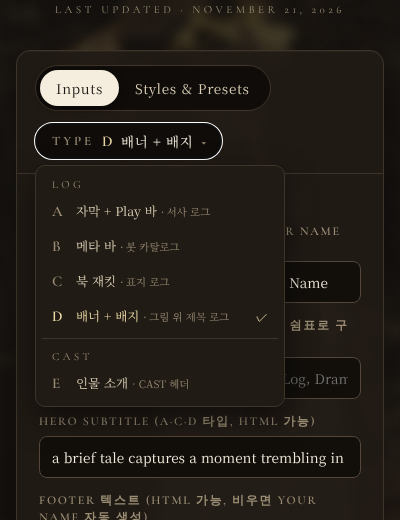 LAST UPDATED · NOVEMBER 21, 2026
Inputs Styles & Presets
TYPE D 배너 + 배지
LOG
A 자막 + Play 바 · 서사 로그
B 메타 바 · 봇 카탈로그
C 북 재킷 · 표지 로그
D 배너 + 배지 · 그림 위 제목 로그 ✓
CAST
E 인물 소개 · CAST 헤더
R NAME
Name
쉼표로 구
Log, Dram
HERO SUBTITLE (A·C·D 타입, HTML 가능)
a brief tale captures a moment trembling in
FOOTER 텍스트 (HTML 가능, 비우면 YOUR
NAME 자동 생성)